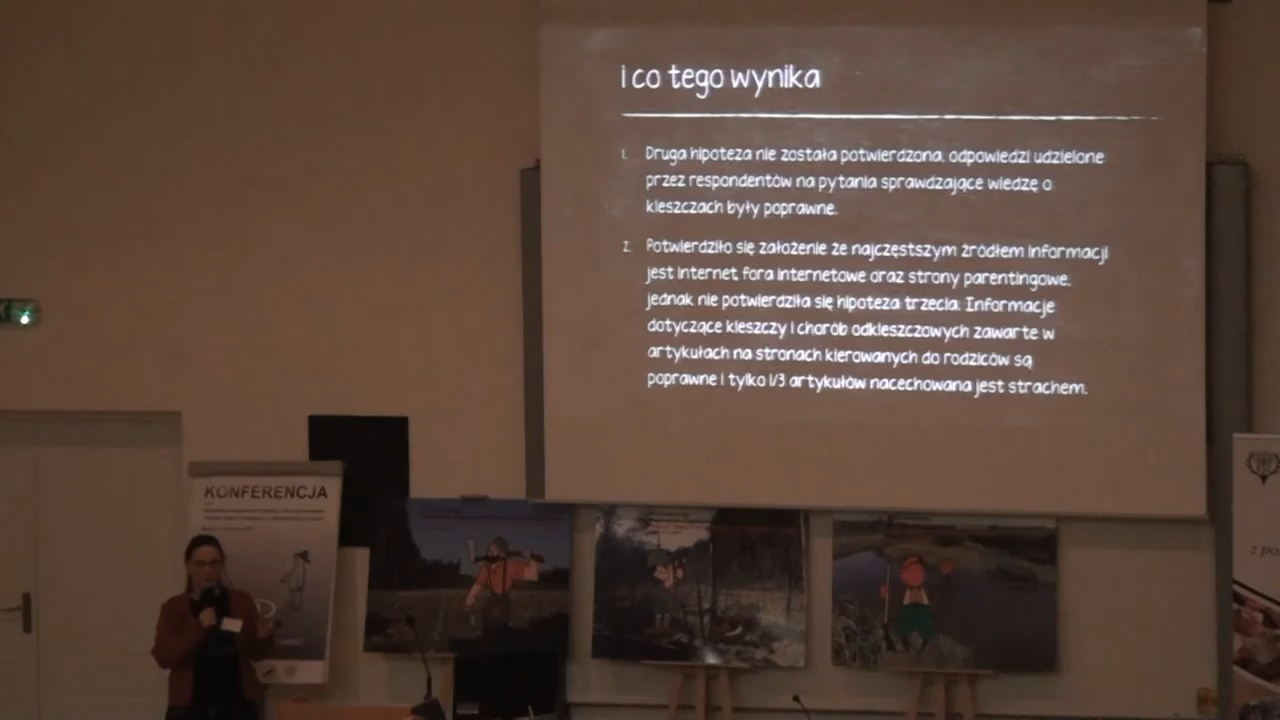 i co tego wynika
1. Druga hipoteza nie została potwierdzona, odpowiedzi udzielone
przez respondentów na pytania sprawdzające wiedzę o
kleszczach były poprawne.
2. Potwierdziło się założenie że najczęstszym źródłem informacji
jest internet fora internetowe oraz strony parentingowe,
jednak nie potwierdziła się hipoteza trzecia. Informacje
dotyczące kleszczy i chorób odkleszczowych zawarte w
artykułach na stronach kierowanych do rodziców są
poprawne i tylko 1/3 artykułów nacechowana jest strachem.
KONFERENCJA